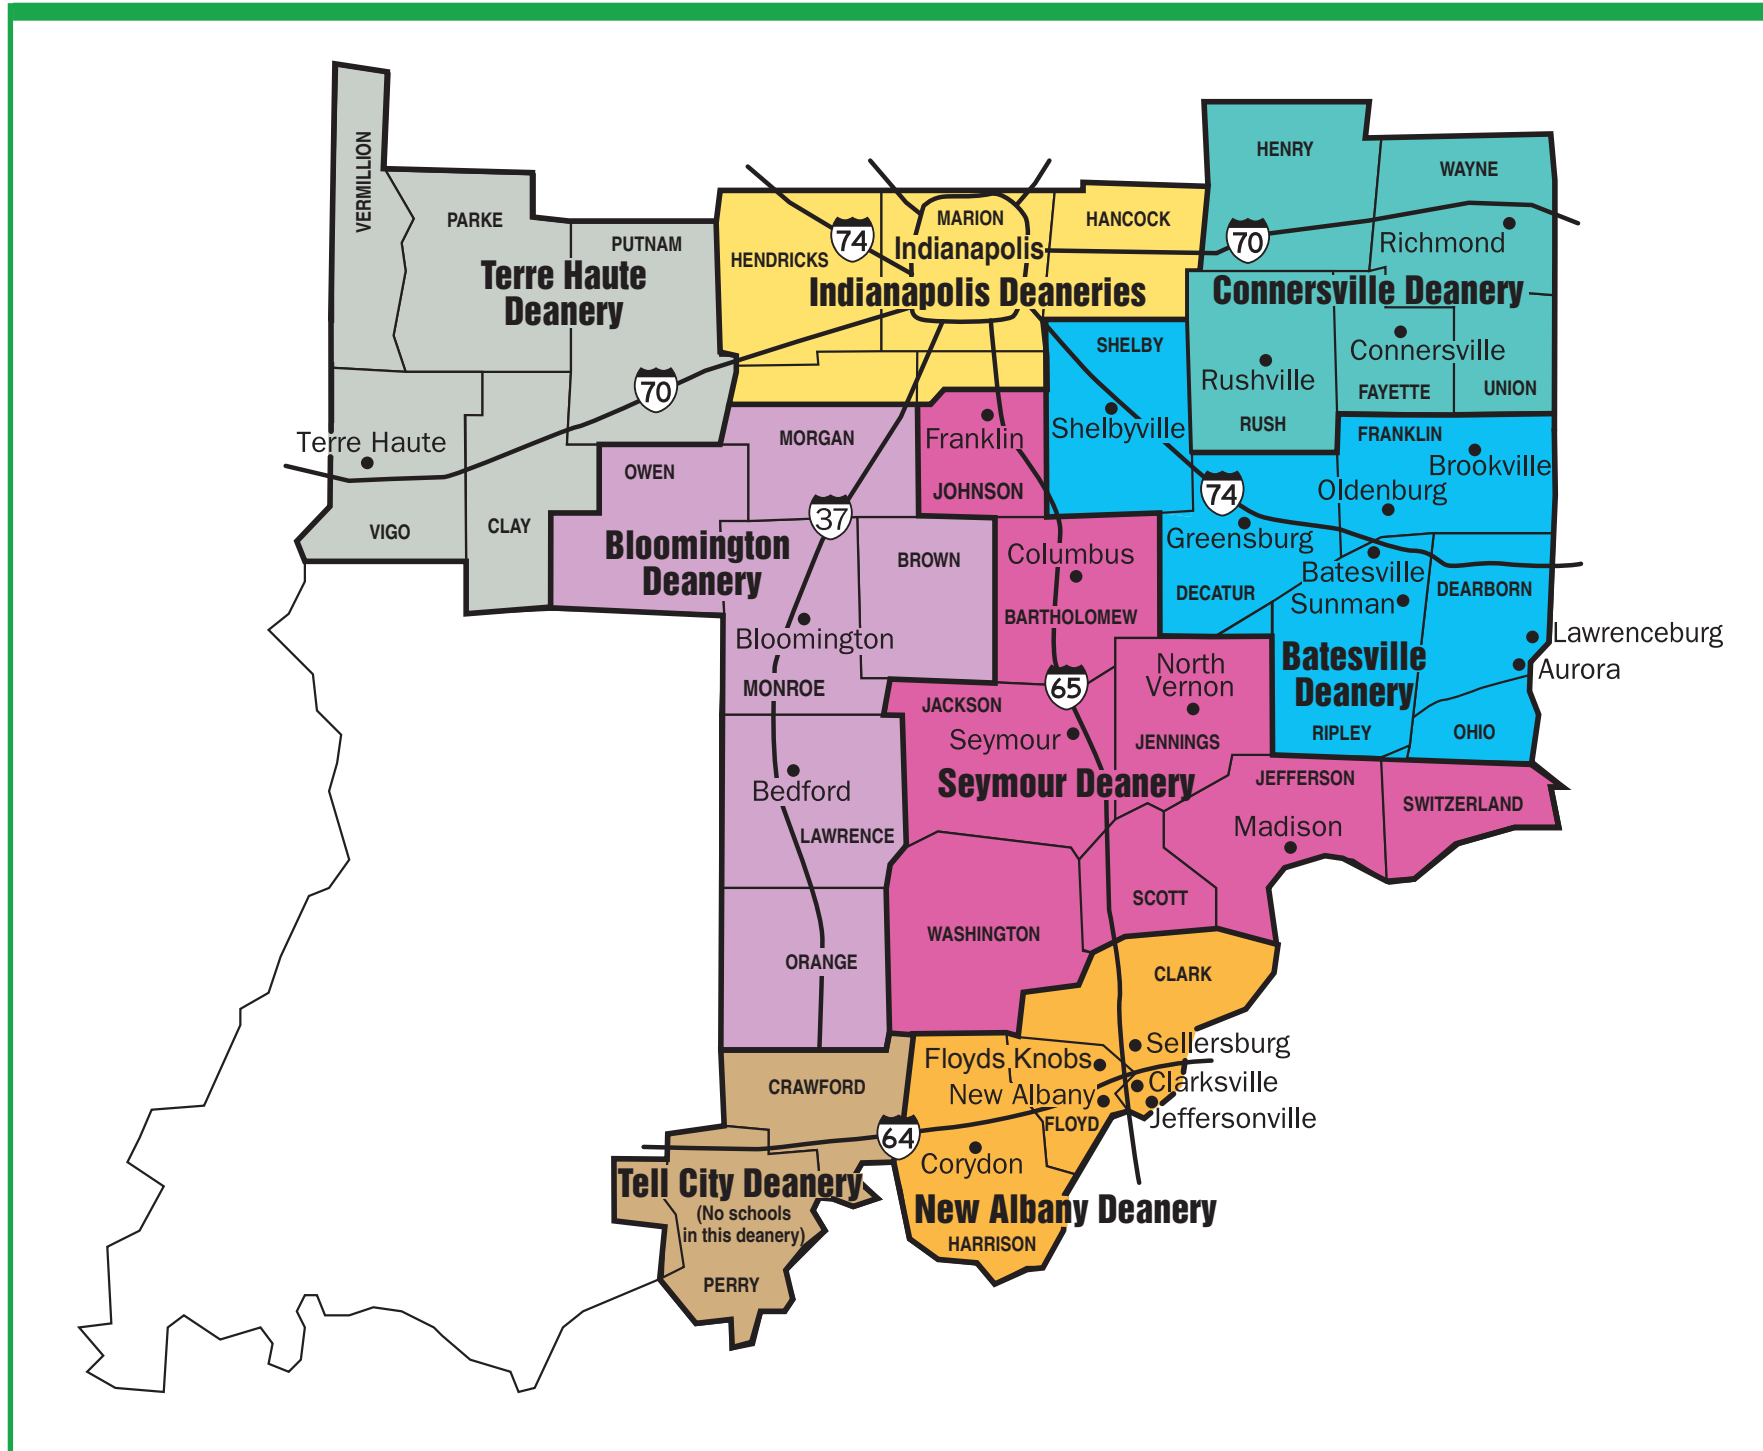 VERMILLION
PARKE
PUTNAM
Terre Haute
Deanery
70
Terre Haute
VIGO
CLAY
HENDRICKS
74
MARION
Indianapolis
HANCOCK
Indianapolis Deaneries
HENRY
WAYNE
70
Richmond
Connersville Deanery
Connersville
Rushville
FAYETTE
UNION
RUSH
SHELBY
Shelbyville
MORGAN
OWEN
37
Bloomington
Deanery
BROWN
Bloomington
MONROE
Bedford
LAWRENCE
ORANGE
Franklin
JOHNSON
Columbus
BARTHOLOMEW
65
JACKSON
Seymour
North
Vernon
JENNINGS
Seymour Deanery
JEFFERSON
SWITZERLAND
Madison
SCOTT
WASHINGTON
FRANKLIN
Brookville
Oldenburg
74
Greensburg
Batesville
DECATUR
Sunman
DEARBORN
Lawrenceburg
Aurora
Batesville
Deanery
RIPLEY
OHIO
CLARK
Sellersburg
Floyds Knobs
Clarksville
New Albany
Jeffersonville
FLOYD
Corydon
New Albany Deanery
HARRISON
CRAWFORD
64
Tell City Deanery
(No schools
in this deanery)
PERRY